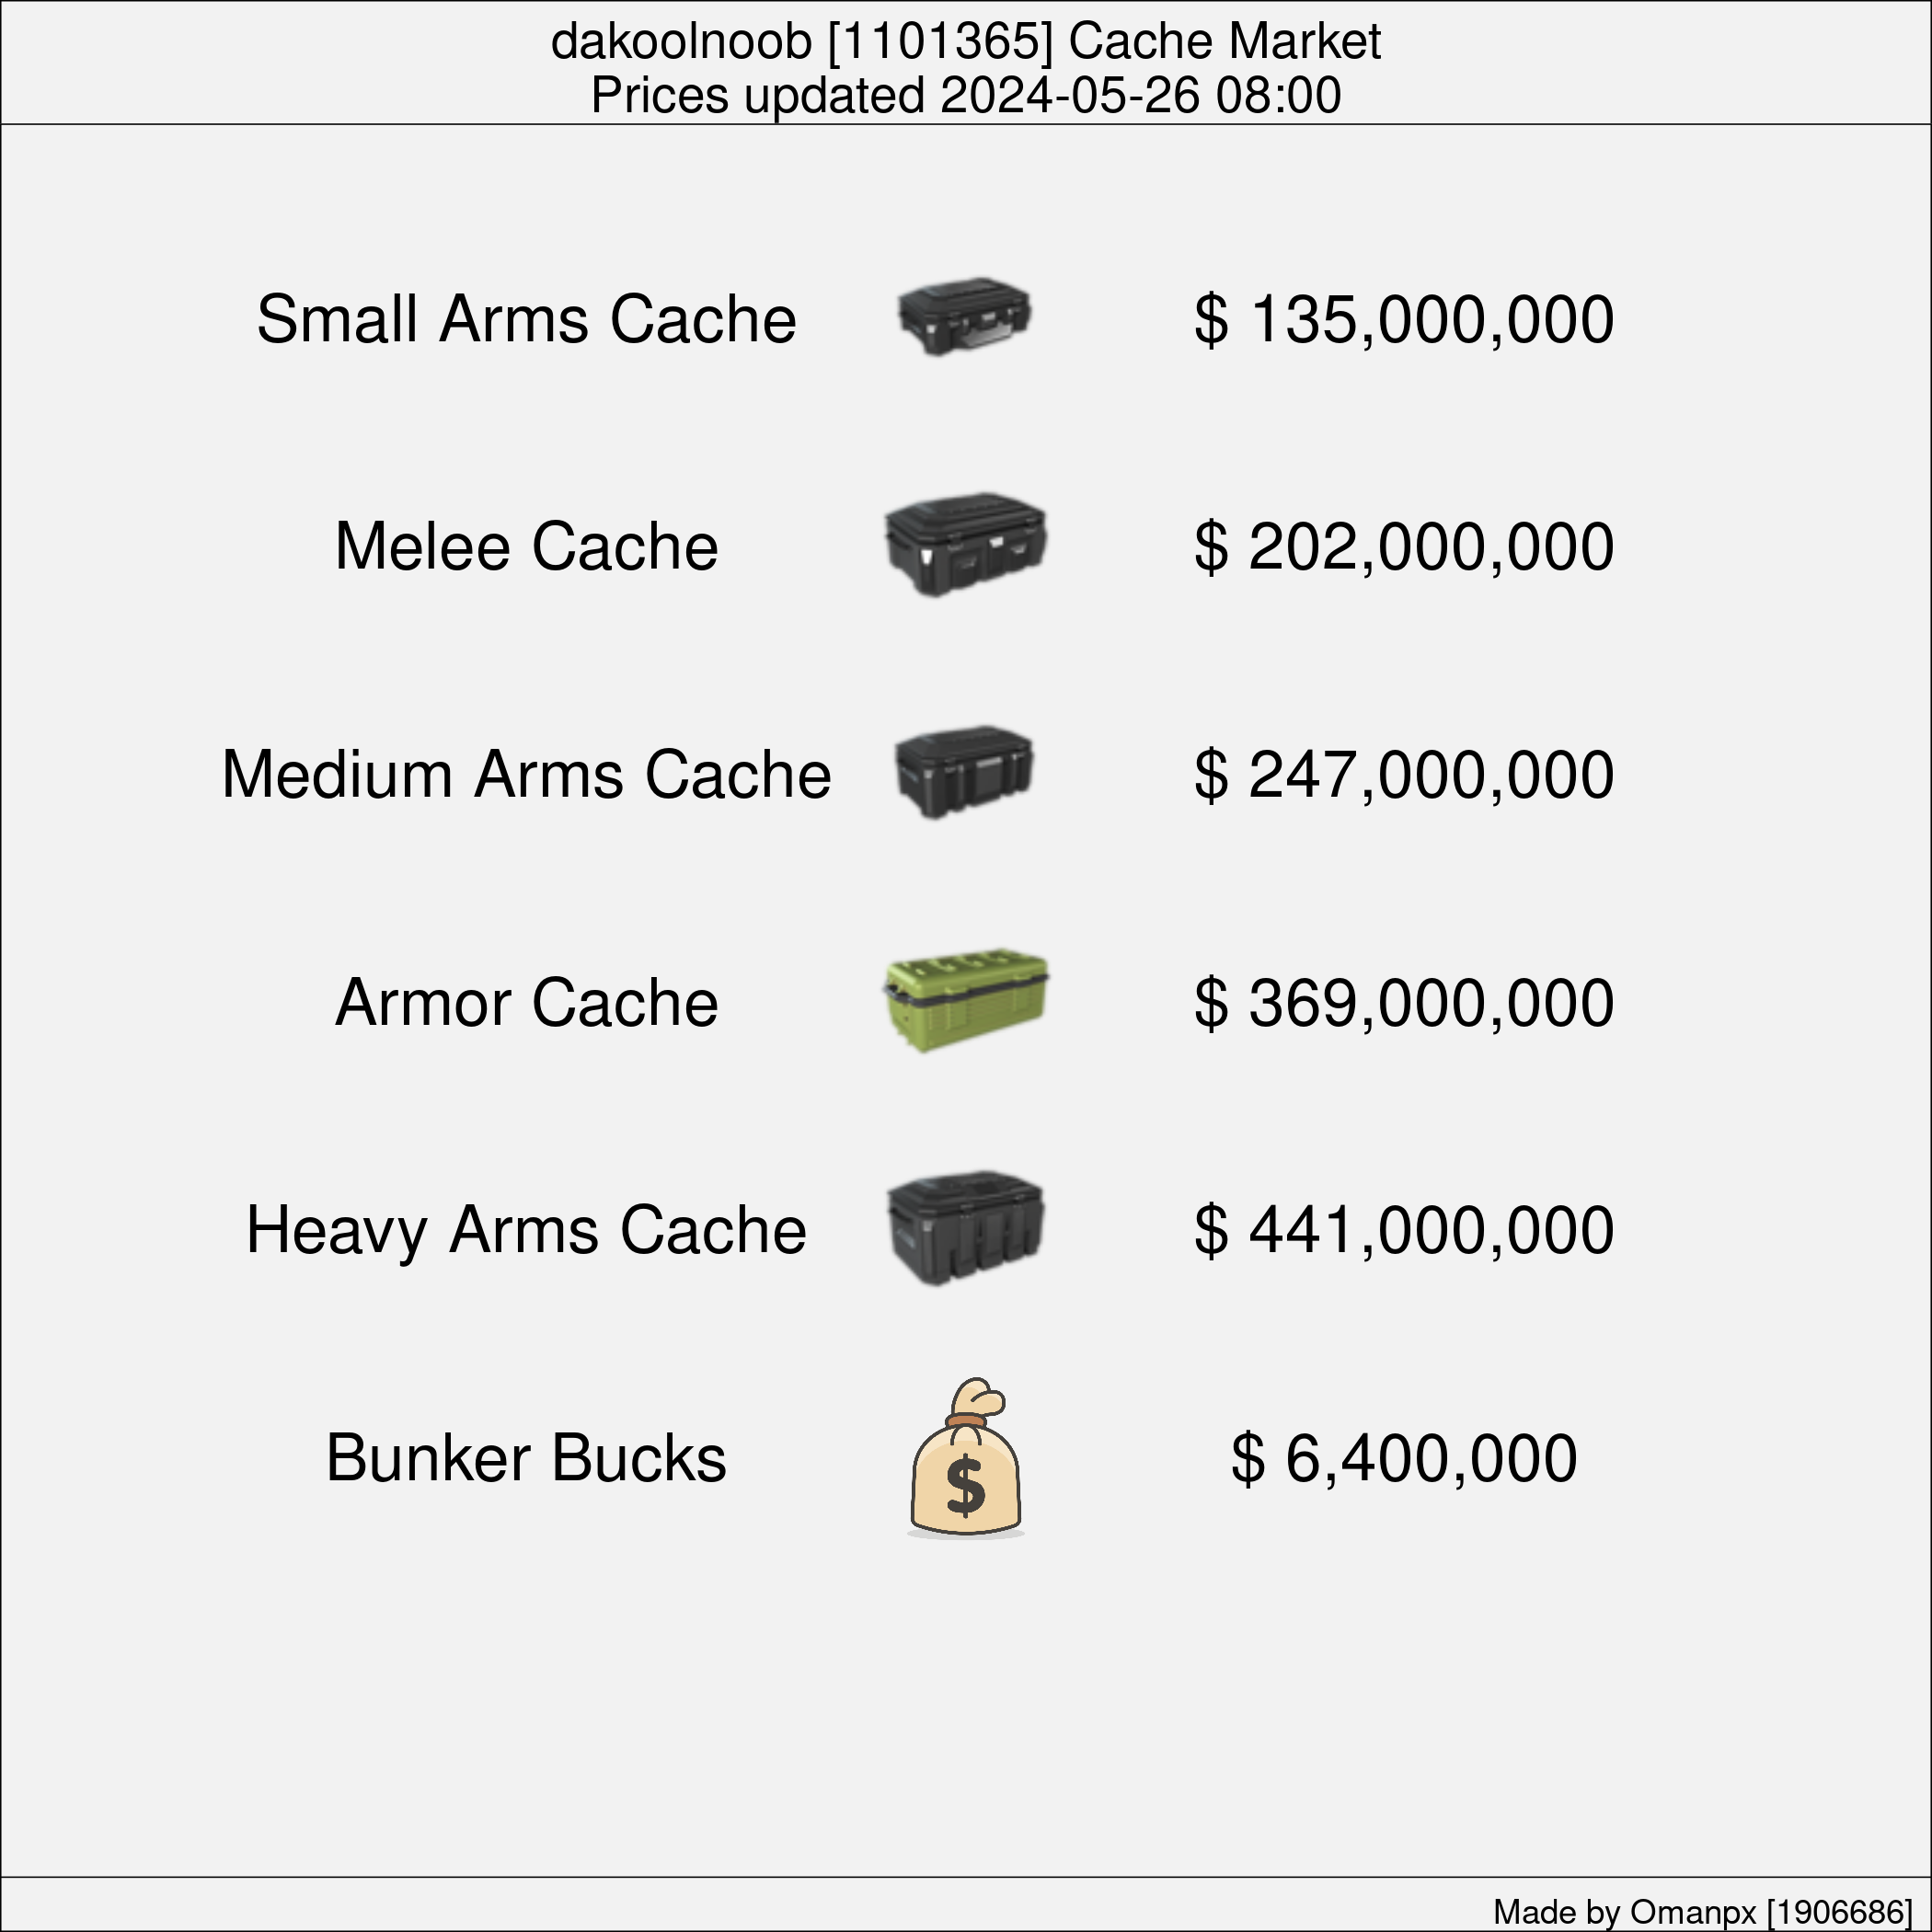 dakoolnoob [1101365] Cache Market
Prices updated 2024-05-26 08:00
Small Arms Cache $ 135,000,000
Melee Cache $ 202,000,000
Medium Arms Cache $ 247,000,000
Armor Cache $ 369,000,000
Heavy Arms Cache $ 441,000,000
Bunker Bucks $ $ 6,400,000
Made by Omanpx [1906686]